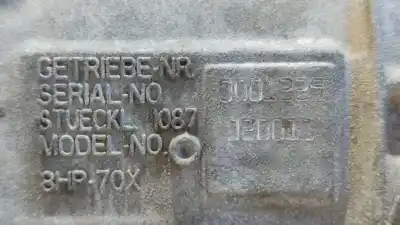 GETRIEBE-NR.
SERIAL-NO.
STUECKL. 1087
MODEL-NO.
8HP-70X